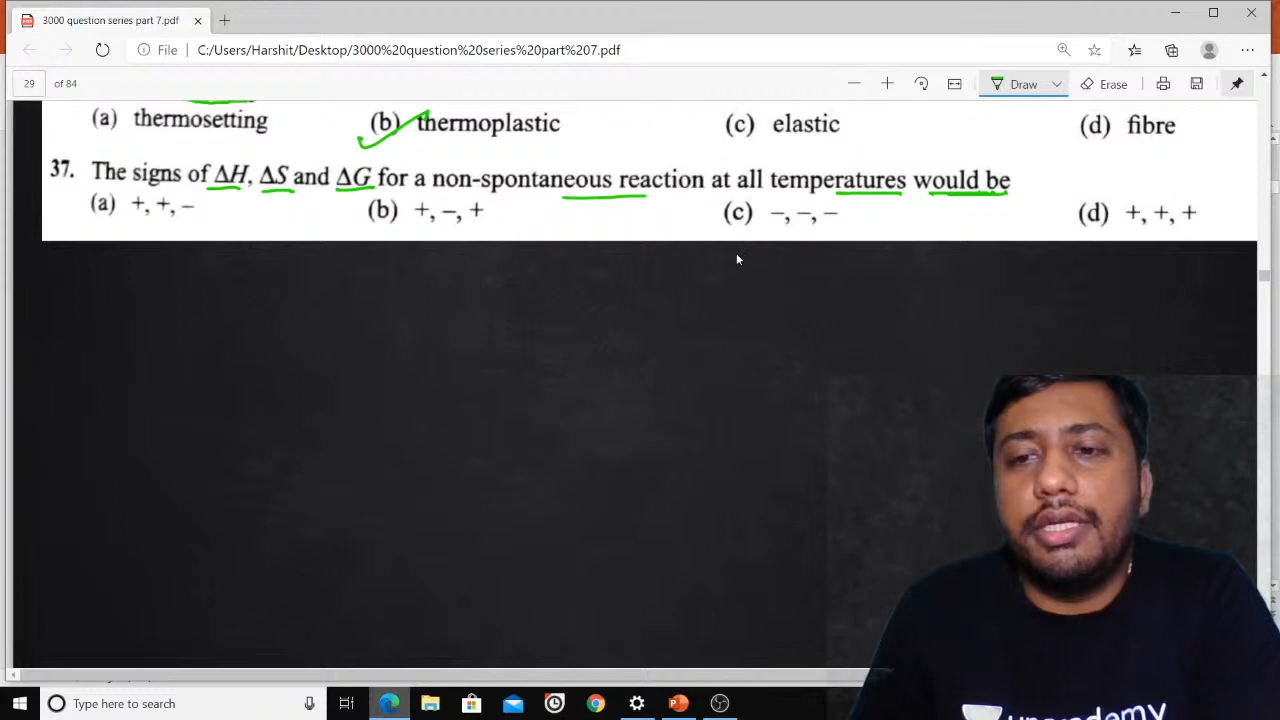 3000 question series part 7.pdf
File C:/Users/Harshit/Desktop/3000%20question%20series%20part%207.pdf
29 of 84 Draw Erase
(a) thermosetting (b) thermoplastic (c) elastic (d) fibre
37. The signs of ΔH, ΔS and ΔG for a non-spontaneous reaction at all temperatures would be
(a) +, +, – (b) +, –, + (c) –, –, – (d) +, +, +
Type here to search